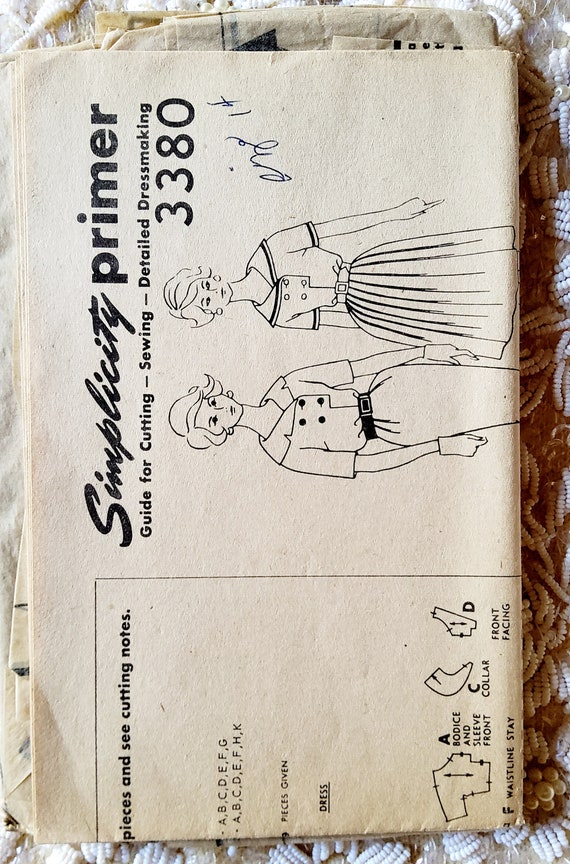 Simplicity primer
Guide for Cutting — Sewing — Detailed Dressmaking
3380
14
pieces and see cutting notes.
- A,B,C,D,E,F,G
- A,B,C,D,E,F,H,K
PIECES GIVEN
DRESS
A
BODICE
AND
SLEEVE
FRONT
C
COLLAR
D
FRONT
FACING
F WAISTLINE STAY